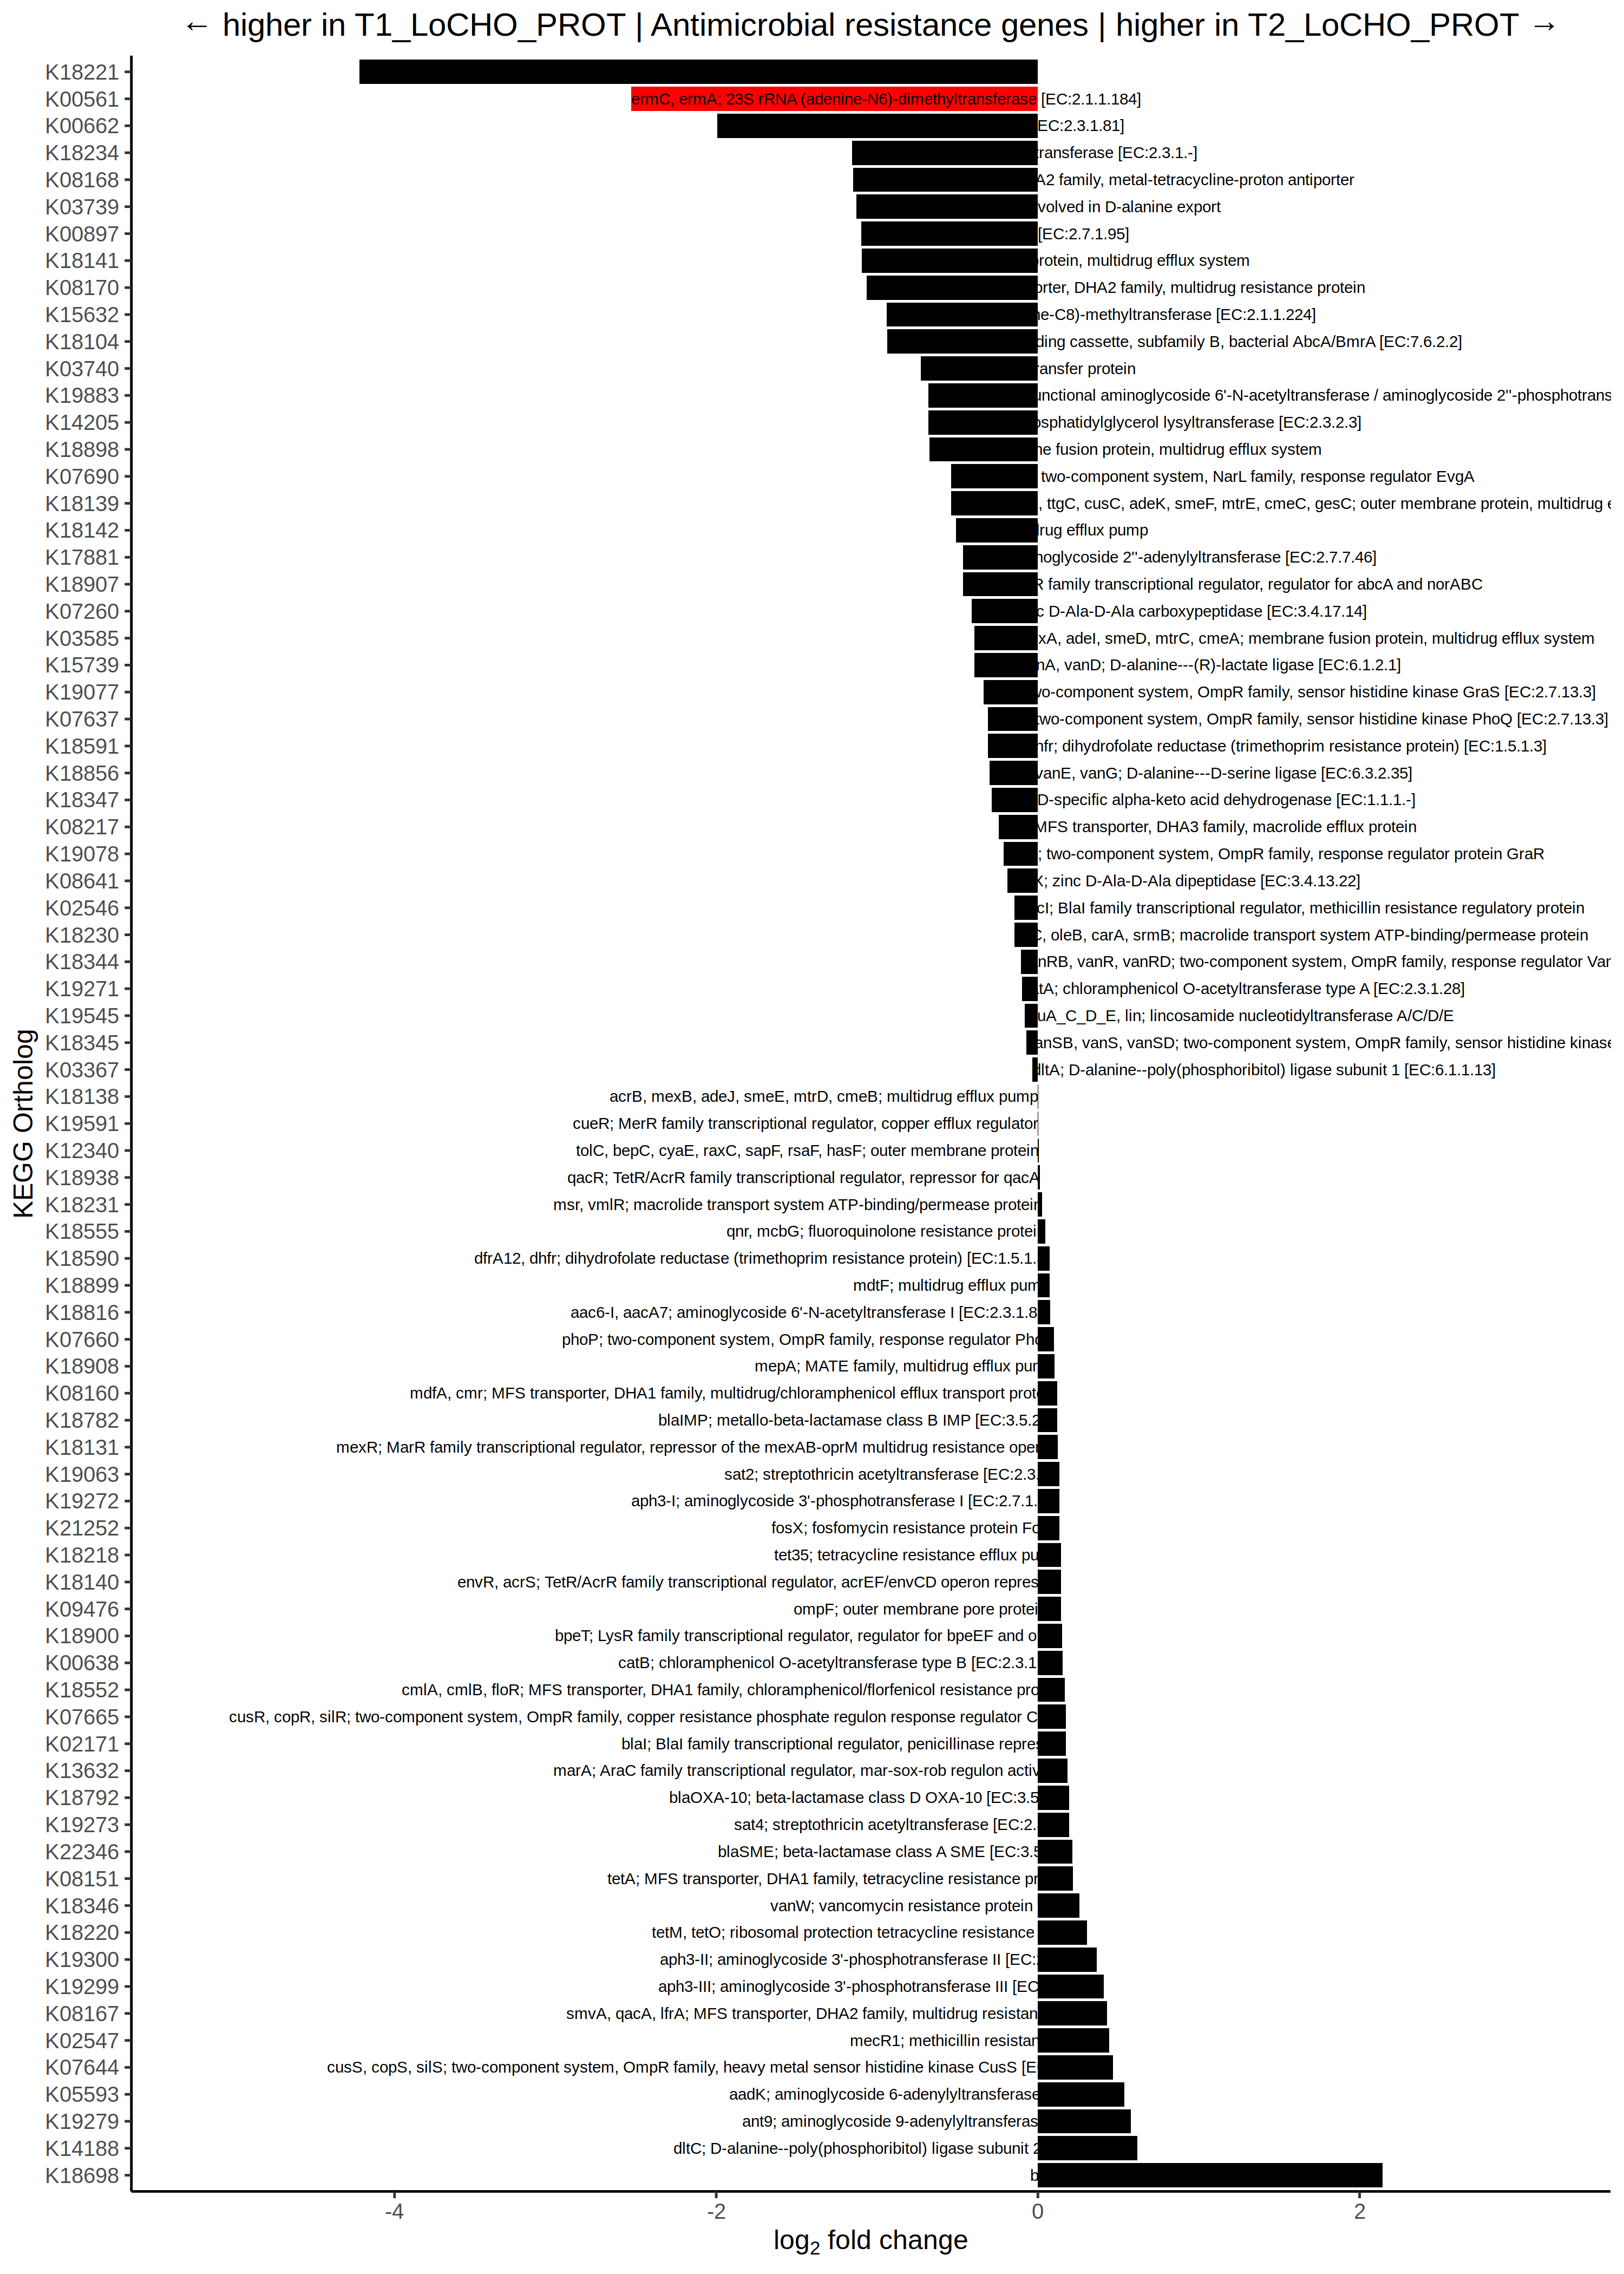 ← higher in T1_LoCHO_PROT | Antimicrobial resistance genes | higher in T2_LoCHO_PROT →
K18221
K00561 ermC, ermA; 23S rRNA (adenine-N6)-dimethyltransferase [EC:2.1.1.184]
K00662 EC:2.3.1.81]
K18234 transferase [EC:2.3.1.-]
K08168 A2 family, metal-tetracycline-proton antiporter
K03739 volved in D-alanine export
K00897 [EC:2.7.1.95]
K18141 protein, multidrug efflux system
K08170 orter, DHA2 family, multidrug resistance protein
K15632 ne-C8)-methyltransferase [EC:2.1.1.224]
K18104 ding cassette, subfamily B, bacterial AbcA/BmrA [EC:7.6.2.2]
K03740 ransfer protein
K19883 unctional aminoglycoside 6'-N-acetyltransferase / aminoglycoside 2''-phosphotrans
K14205 osphatidylglycerol lysyltransferase [EC:2.3.2.3]
K18898 ne fusion protein, multidrug efflux system
K07690 two-component system, NarL family, response regulator EvgA
K18139 , ttgC, cusC, adeK, smeF, mtrE, cmeC, gesC; outer membrane protein, multidrug e
K18142 drug efflux pump
K17881 noglycoside 2''-adenylyltransferase [EC:2.7.7.46]
K18907 R family transcriptional regulator, regulator for abcA and norABC
K07260 c D-Ala-D-Ala carboxypeptidase [EC:3.4.17.14]
K03585 xA, adeI, smeD, mtrC, cmeA; membrane fusion protein, multidrug efflux system
K15739 nA, vanD; D-alanine---(R)-lactate ligase [EC:6.1.2.1]
K19077 wo-component system, OmpR family, sensor histidine kinase GraS [EC:2.7.13.3]
K07637 two-component system, OmpR family, sensor histidine kinase PhoQ [EC:2.7.13.3]
K18591 hfr; dihydrofolate reductase (trimethoprim resistance protein) [EC:1.5.1.3]
K18856 vanE, vanG; D-alanine---D-serine ligase [EC:6.3.2.35]
K18347 D-specific alpha-keto acid dehydrogenase [EC:1.1.1.-]
K08217 MFS transporter, DHA3 family, macrolide efflux protein
K19078 ; two-component system, OmpR family, response regulator protein GraR
K08641 X; zinc D-Ala-D-Ala dipeptidase [EC:3.4.13.22]
K02546 cI; BlaI family transcriptional regulator, methicillin resistance regulatory protein
K18230 C, oleB, carA, srmB; macrolide transport system ATP-binding/permease protein
K18344 nRB, vanR, vanRD; two-component system, OmpR family, response regulator Van
K19271 tA; chloramphenicol O-acetyltransferase type A [EC:2.3.1.28]
K19545 uA_C_D_E, lin; lincosamide nucleotidyltransferase A/C/D/E
K18345 anSB, vanS, vanSD; two-component system, OmpR family, sensor histidine kinase
K03367 dltA; D-alanine--poly(phosphoribitol) ligase subunit 1 [EC:6.1.1.13]
K18138 acrB, mexB, adeJ, smeE, mtrD, cmeB; multidrug efflux pump
K19591 cueR; MerR family transcriptional regulator, copper efflux regulator
K12340 tolC, bepC, cyaE, raxC, sapF, rsaF, hasF; outer membrane protein
K18938 qacR; TetR/AcrR family transcriptional regulator, repressor for qacA
K18231 msr, vmlR; macrolide transport system ATP-binding/permease protein
K18555 qnr, mcbG; fluoroquinolone resistance protei
K18590 dfrA12, dhfr; dihydrofolate reductase (trimethoprim resistance protein) [EC:1.5.1.
K18899 mdtF; multidrug efflux pum
K18816 aac6-I, aacA7; aminoglycoside 6'-N-acetyltransferase I [EC:2.3.1.8
K07660 phoP; two-component system, OmpR family, response regulator Pho
K18908 mepA; MATE family, multidrug efflux pum
K08160 mdfA, cmr; MFS transporter, DHA1 family, multidrug/chloramphenicol efflux transport prote
K18782 blaIMP; metallo-beta-lactamase class B IMP [EC:3.5.2
K18131 mexR; MarR family transcriptional regulator, repressor of the mexAB-oprM multidrug resistance oper
K19063 sat2; streptothricin acetyltransferase [EC:2.3.
K19272 aph3-I; aminoglycoside 3'-phosphotransferase I [EC:2.7.1.
K21252 fosX; fosfomycin resistance protein Fo
K18218 tet35; tetracycline resistance efflux pu
K18140 envR, acrS; TetR/AcrR family transcriptional regulator, acrEF/envCD operon repres
K09476 ompF; outer membrane pore protei
K18900 bpeT; LysR family transcriptional regulator, regulator for bpeEF and o
K00638 catB; chloramphenicol O-acetyltransferase type B [EC:2.3.1
K18552 cmlA, cmlB, floR; MFS transporter, DHA1 family, chloramphenicol/florfenicol resistance pro
K07665 cusR, copR, silR; two-component system, OmpR family, copper resistance phosphate regulon response regulator C
K02171 blaI; BlaI family transcriptional regulator, penicillinase repres
K13632 marA; AraC family transcriptional regulator, mar-sox-rob regulon activ
K18792 blaOXA-10; beta-lactamase class D OXA-10 [EC:3.5
K19273 sat4; streptothricin acetyltransferase [EC:2.
K22346 blaSME; beta-lactamase class A SME [EC:3.5
K08151 tetA; MFS transporter, DHA1 family, tetracycline resistance pr
K18346 vanW; vancomycin resistance protein
K18220 tetM, tetO; ribosomal protection tetracycline resistance
K19300 aph3-II; aminoglycoside 3'-phosphotransferase II [EC:
K19299 aph3-III; aminoglycoside 3'-phosphotransferase III [EC
K08167 smvA, qacA, lfrA; MFS transporter, DHA2 family, multidrug resistan
K02547 mecR1; methicillin resistan
K07644 cusS, copS, silS; two-component system, OmpR family, heavy metal sensor histidine kinase CusS [E
K05593 aadK; aminoglycoside 6-adenylyltransferase
K19279 ant9; aminoglycoside 9-adenylyltransferas
K14188 dltC; D-alanine--poly(phosphoribitol) ligase subunit 2
K18698 b
KEGG Ortholog
-4 -2 0 2
log2 fold change